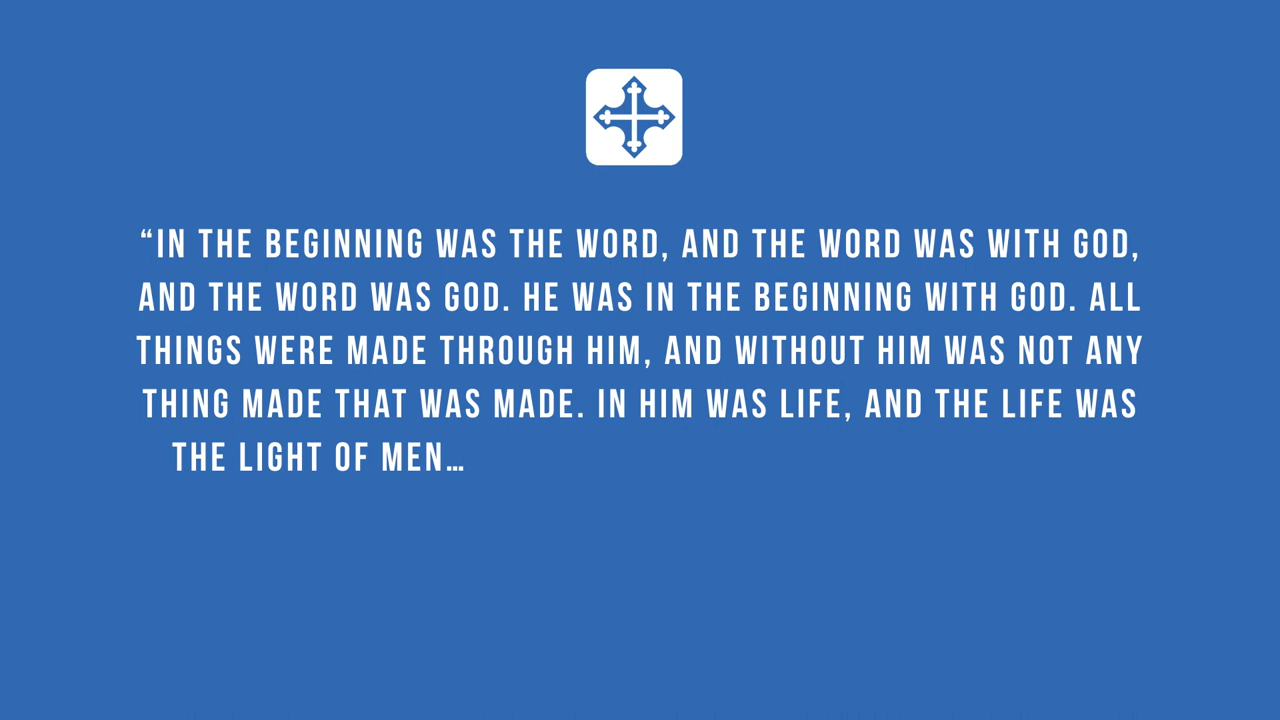 “IN THE BEGINNING WAS THE WORD, AND THE WORD WAS WITH GOD,
AND THE WORD WAS GOD. HE WAS IN THE BEGINNING WITH GOD. ALL
THINGS WERE MADE THROUGH HIM, AND WITHOUT HIM WAS NOT ANY
THING MADE THAT WAS MADE. IN HIM WAS LIFE, AND THE LIFE WAS
THE LIGHT OF MEN…